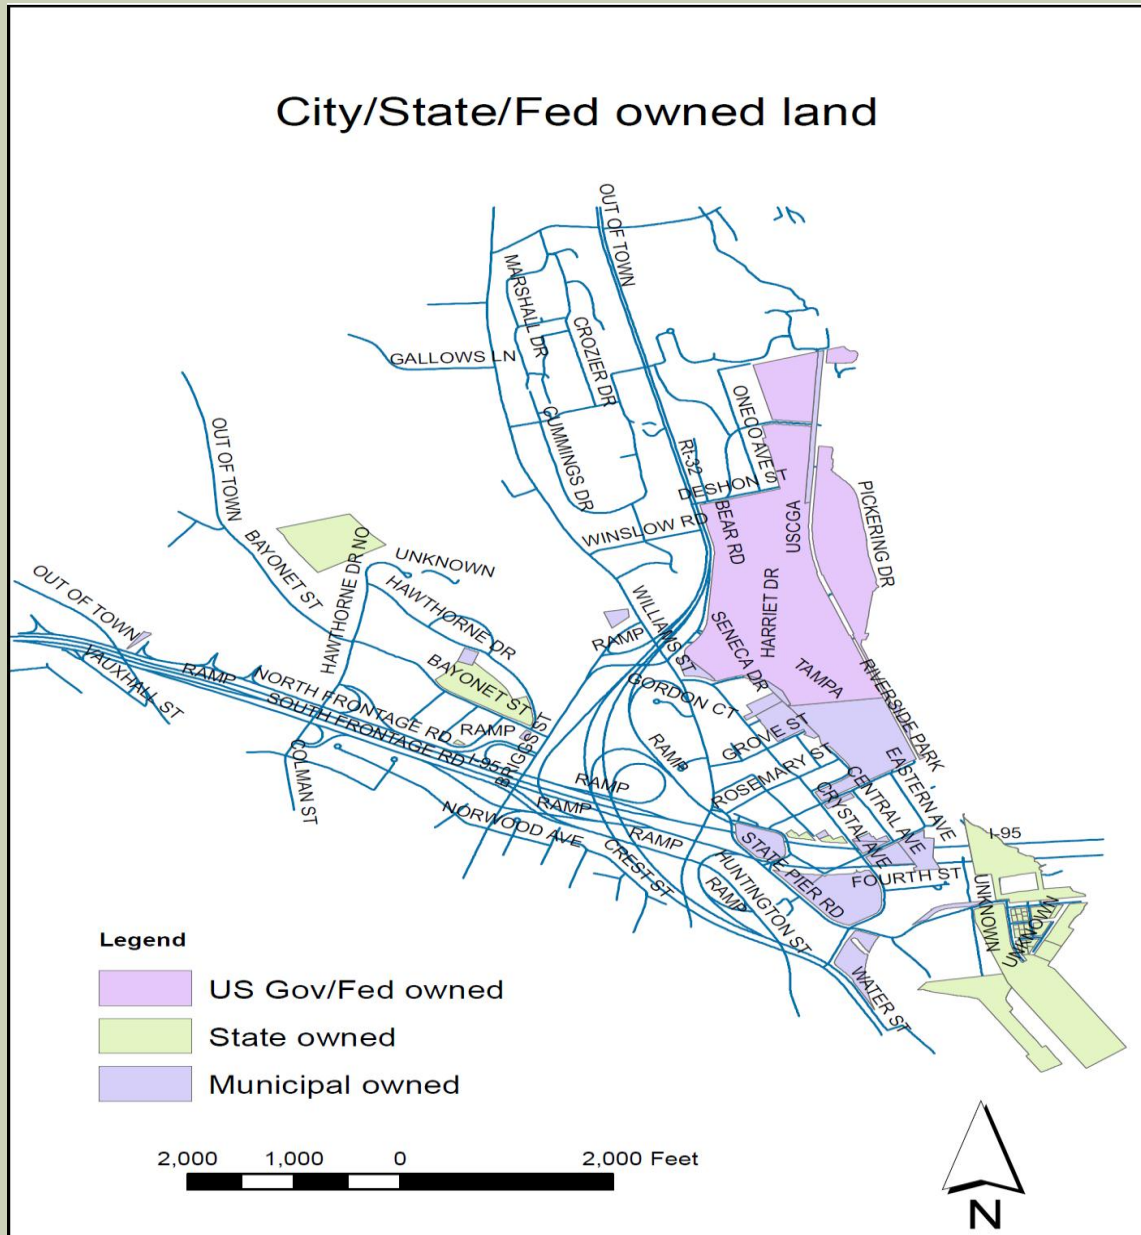 City/State/Fed owned land
OUT OF TOWN
MARSHALL DR
CROZIER DR
GALLOWS LN
ONECO AVE
CUMMINGS DR
OUT OF TOWN
Rt-32
DESHON ST
PICKERING DR
USCGA
BEAR RD
WINSLOW RD
BAYONET ST
HAWTHORNE DR NO
UNKNOWN
HARRIET DR
OUT OF TOWN
HAWTHORNE DR
WILLIAMS ST
SENECA DR
RAMP
VAUXHALL ST
RAMP
BAYONET ST
TAMPA
RIVERSIDE PARK
NORTH FRONTAGE RD
SOUTH FRONTAGE RD
GORDON CT
RAMP
BRIGGS ST
GROVE ST
RAMP
I-95
COLMAN ST
ROSEMARY ST
EASTERN AVE
CENTRAL AVE
CRYSTAL AVE
RAMP
RAMP
NORWOOD AVE
RAMP
I-95
CREST ST
STATE PIER RD
FOURTH ST
HUNTINGTON ST
RAMP
UNKNOWN
UNKNOWN
WATER ST
Legend
US Gov/Fed owned
State owned
Municipal owned
2,000 1,000 0 2,000 Feet
N